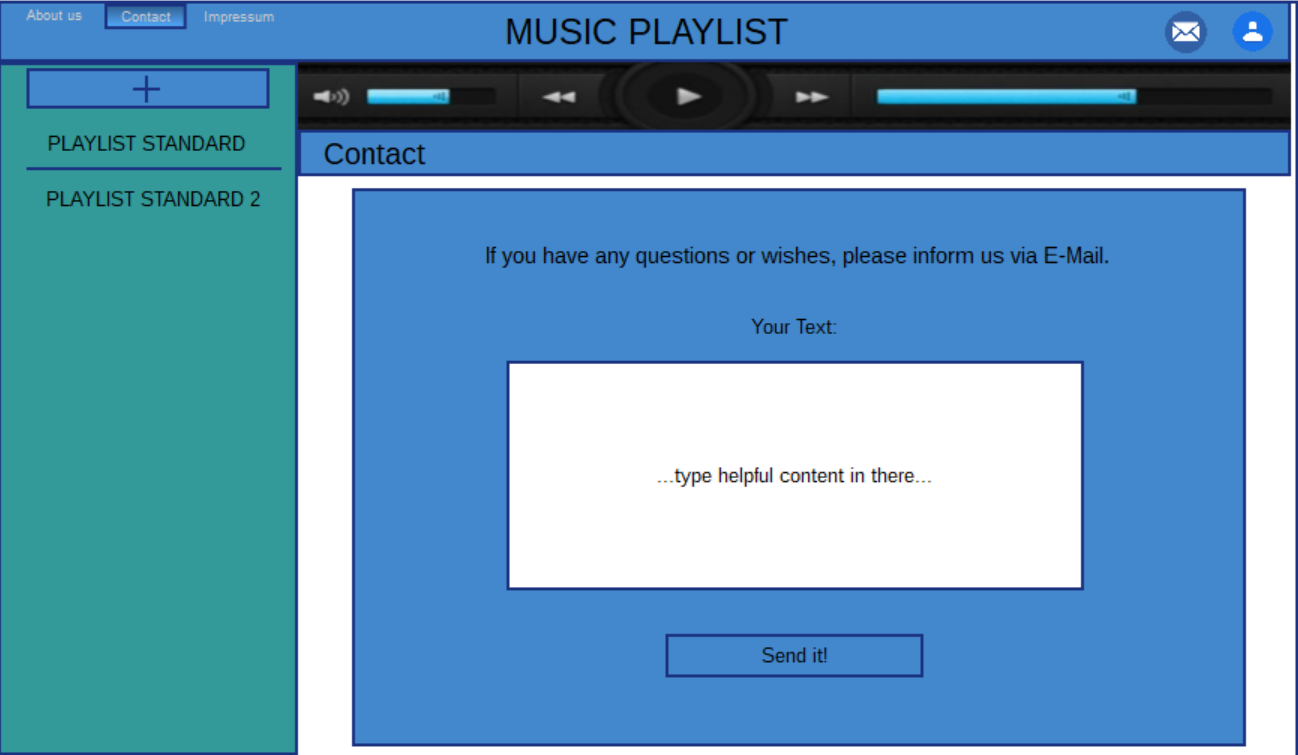 About us
Contact
Impressum
MUSIC PLAYLIST
PLAYLIST STANDARD
PLAYLIST STANDARD 2
Contact
If you have any questions or wishes, please inform us via E-Mail.
Your Text:
...type helpful content in there...
Send it!